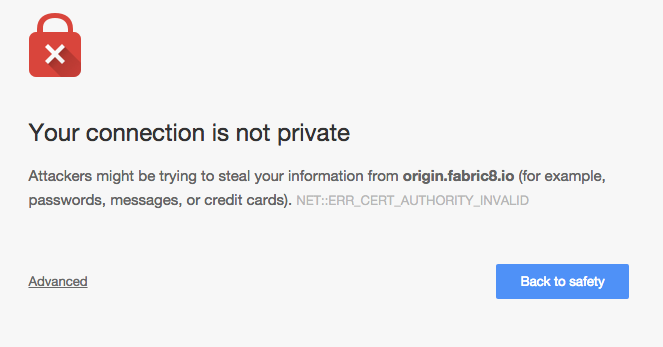 Your connection is not private
Attackers might be trying to steal your information from origin.fabric8.io (for example,
passwords, messages, or credit cards). NET::ERR_CERT_AUTHORITY_INVALID
Advanced
Back to safety